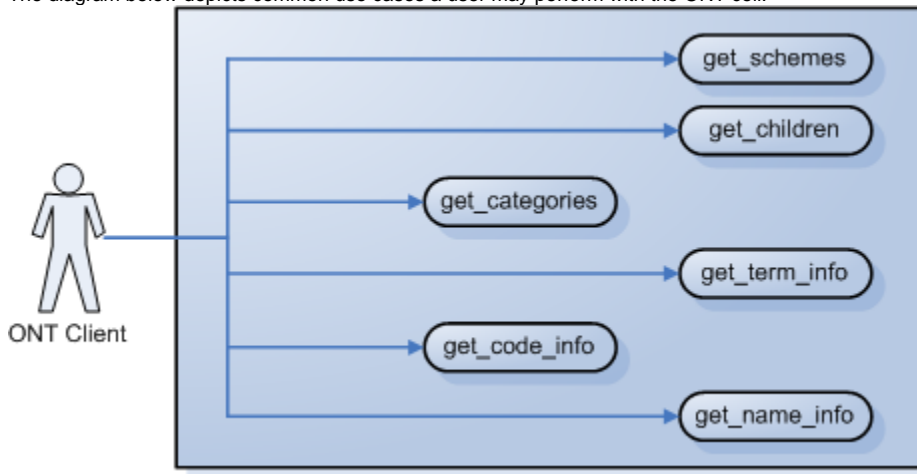 The diagram below depicts common use cases a user may perform with the ONT cell.
get_schemes
get_children
get_categories
get_term_info
ONT Client
get_code_info
get_name_info